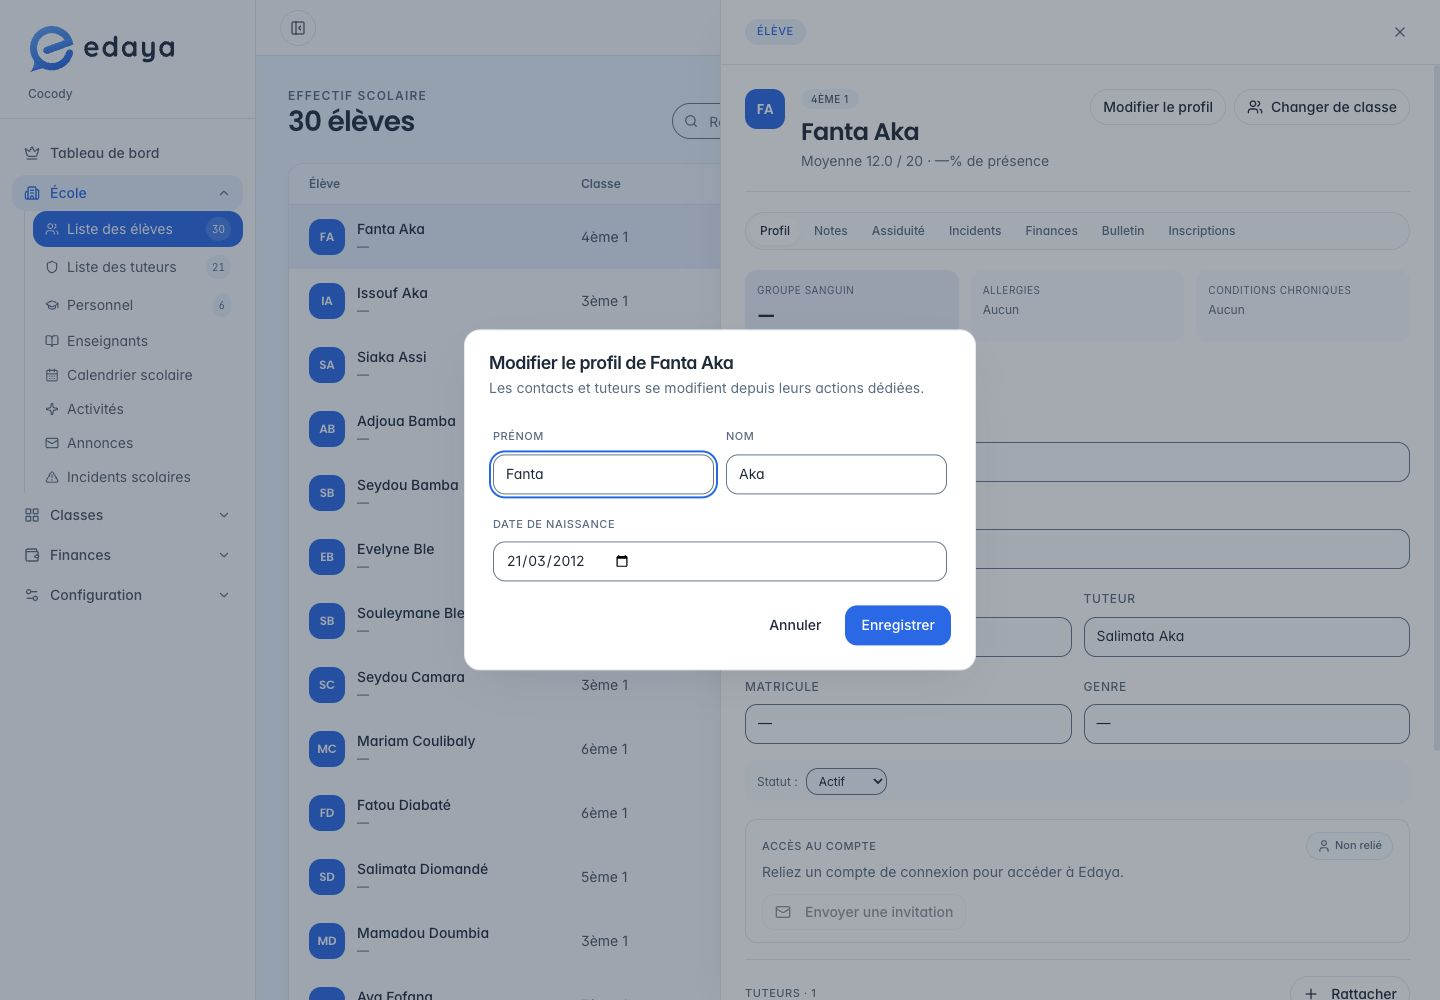 edaya
Cocody
Tableau de bord
École
Liste des élèves 30
Liste des tuteurs 21
Personnel 6
Enseignants
Calendrier scolaire
Activités
Annonces
Incidents scolaires
Classes
Finances
Configuration
EFFECTIF SCOLAIRE
30 élèves
Élève Classe
FA Fanta Aka 4ème 1
—
IA Issouf Aka 3ème 1
—
SA Siaka Assi
—
AB Adjoua Bamba
—
SB Seydou Bamba
—
EB Evelyne Ble
—
SB Souleymane Ble
—
SC Seydou Camara 3ème 1
—
MC Mariam Coulibaly 6ème 1
—
FD Fatou Diabaté 6ème 1
—
SD Salimata Diomandé 5ème 1
—
MD Mamadou Doumbia 3ème 1
—
Aya Fofana
ÉLÈVE
FA
4ÈME 1
Fanta Aka
Moyenne 12.0 / 20 · —% de présence
Modifier le profil
Changer de classe
Profil Notes Assiduité Incidents Finances Bulletin Inscriptions
GROUPE SANGUIN
—
ALLERGIES
Aucun
CONDITIONS CHRONIQUES
Aucun
Modifier le profil de Fanta Aka
Les contacts et tuteurs se modifient depuis leurs actions dédiées.
PRÉNOM NOM
Fanta Aka
DATE DE NAISSANCE
21/03/2012
Annuler Enregistrer
TUTEUR
Salimata Aka
MATRICULE GENRE
— —
Statut : Actif
ACCÈS AU COMPTE Non relié
Reliez un compte de connexion pour accéder à Edaya.
Envoyer une invitation
TUTEURS · 1 Rattacher